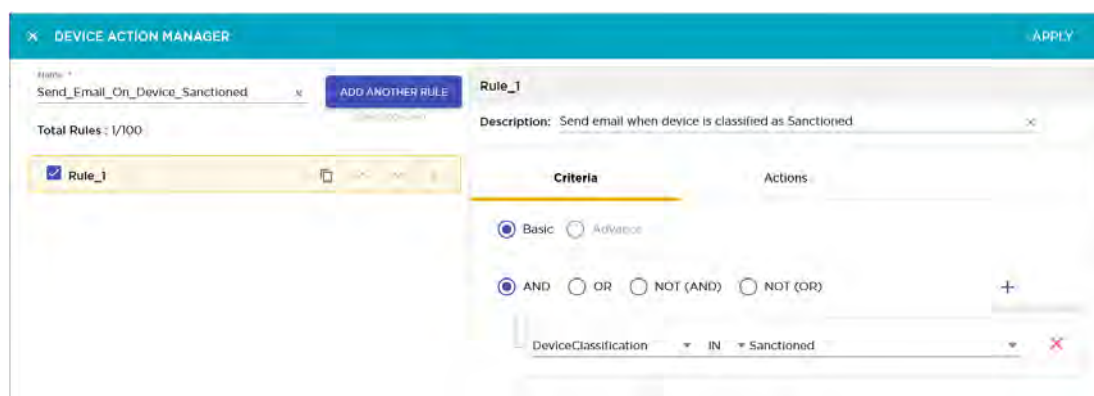 DEVICE ACTION MANAGER
APPLY
Name *
Send_Email_On_Device_Sanctioned
ADD ANOTHER RULE
Total Rules : 1/100
Rule_1
Rule_1
Description: Send email when device is classified as Sanctioned
Criteria
Actions
Basic
Advance
AND
OR
NOT (AND)
NOT (OR)
DeviceClassification
IN
Sanctioned